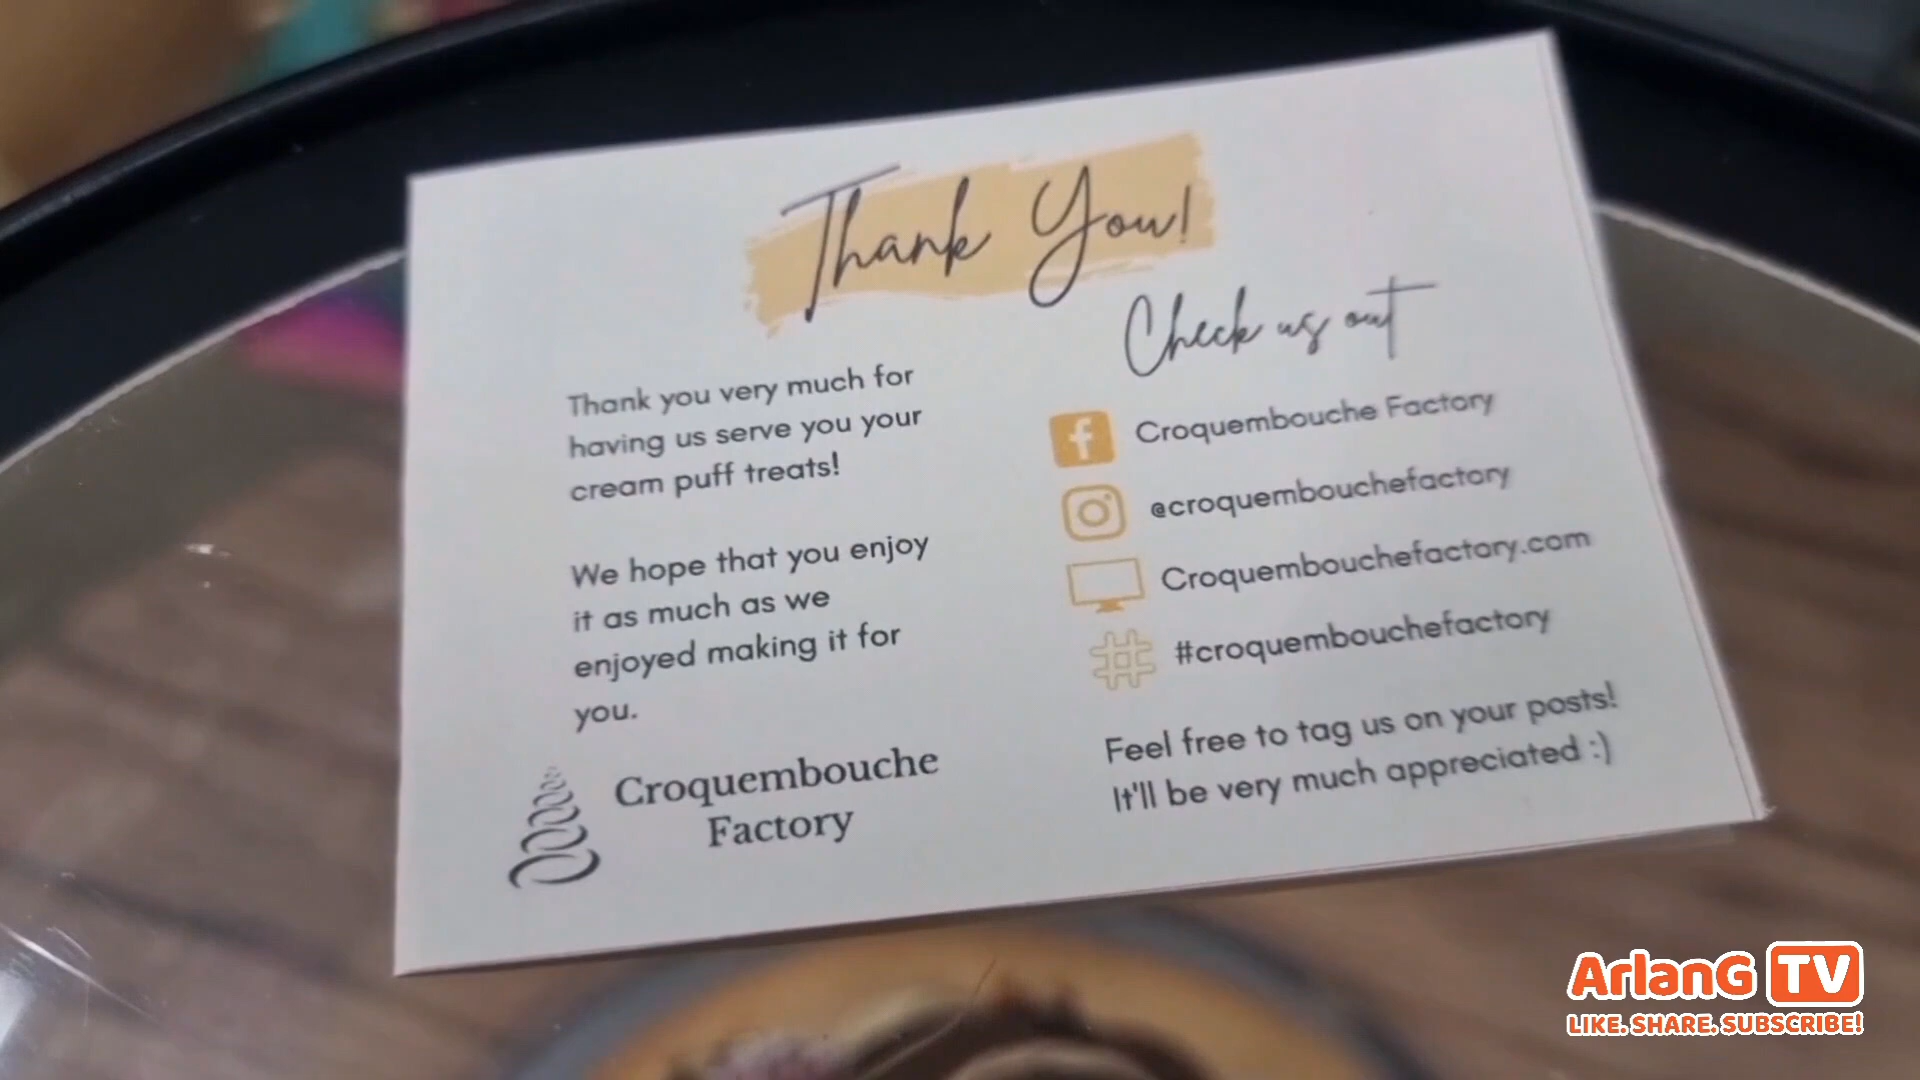 Thank You!
Thank you very much for
having us serve you your
cream puff treats!
We hope that you enjoy
it as much as we
enjoyed making it for
you.
Croquembouche
Factory
Check us out
Croquembouche Factory
@croquembouchefactory
Croquembouchefactory.com
#croquembouchefactory
Feel free to tag us on your posts!
It'll be very much appreciated :)
ArlanG TV
LIKE. SHARE. SUBSCRIBE!